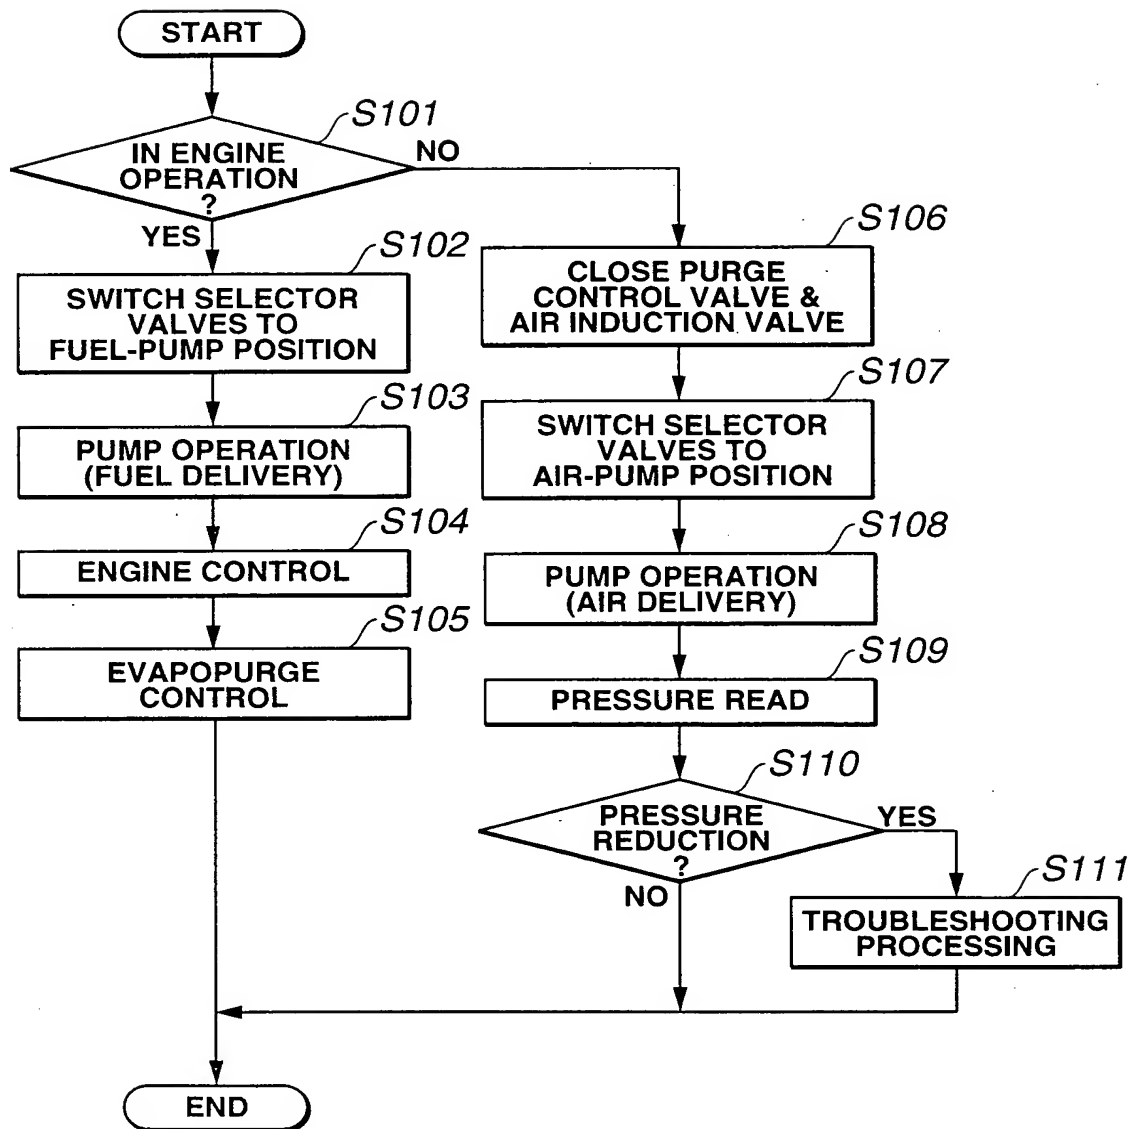 START
S101
IN ENGINE
OPERATION
?
NO
YES
S102
SWITCH SELECTOR
VALVES TO
FUEL-PUMP POSITION
S103
PUMP OPERATION
(FUEL DELIVERY)
S104
ENGINE CONTROL
S105
EVAPOPURGE
CONTROL
S106
CLOSE PURGE
CONTROL VALVE &
AIR INDUCTION VALVE
S107
SWITCH SELECTOR
VALVES TO
AIR-PUMP POSITION
S108
PUMP OPERATION
(AIR DELIVERY)
S109
PRESSURE READ
S110
PRESSURE
REDUCTION
?
YES
NO
S111
TROUBLESHOOTING
PROCESSING
END